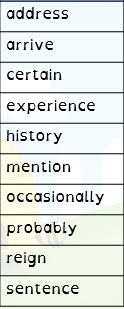 address
arrive
certain
experience
history
mention
occasionally
probably
reign
sentence